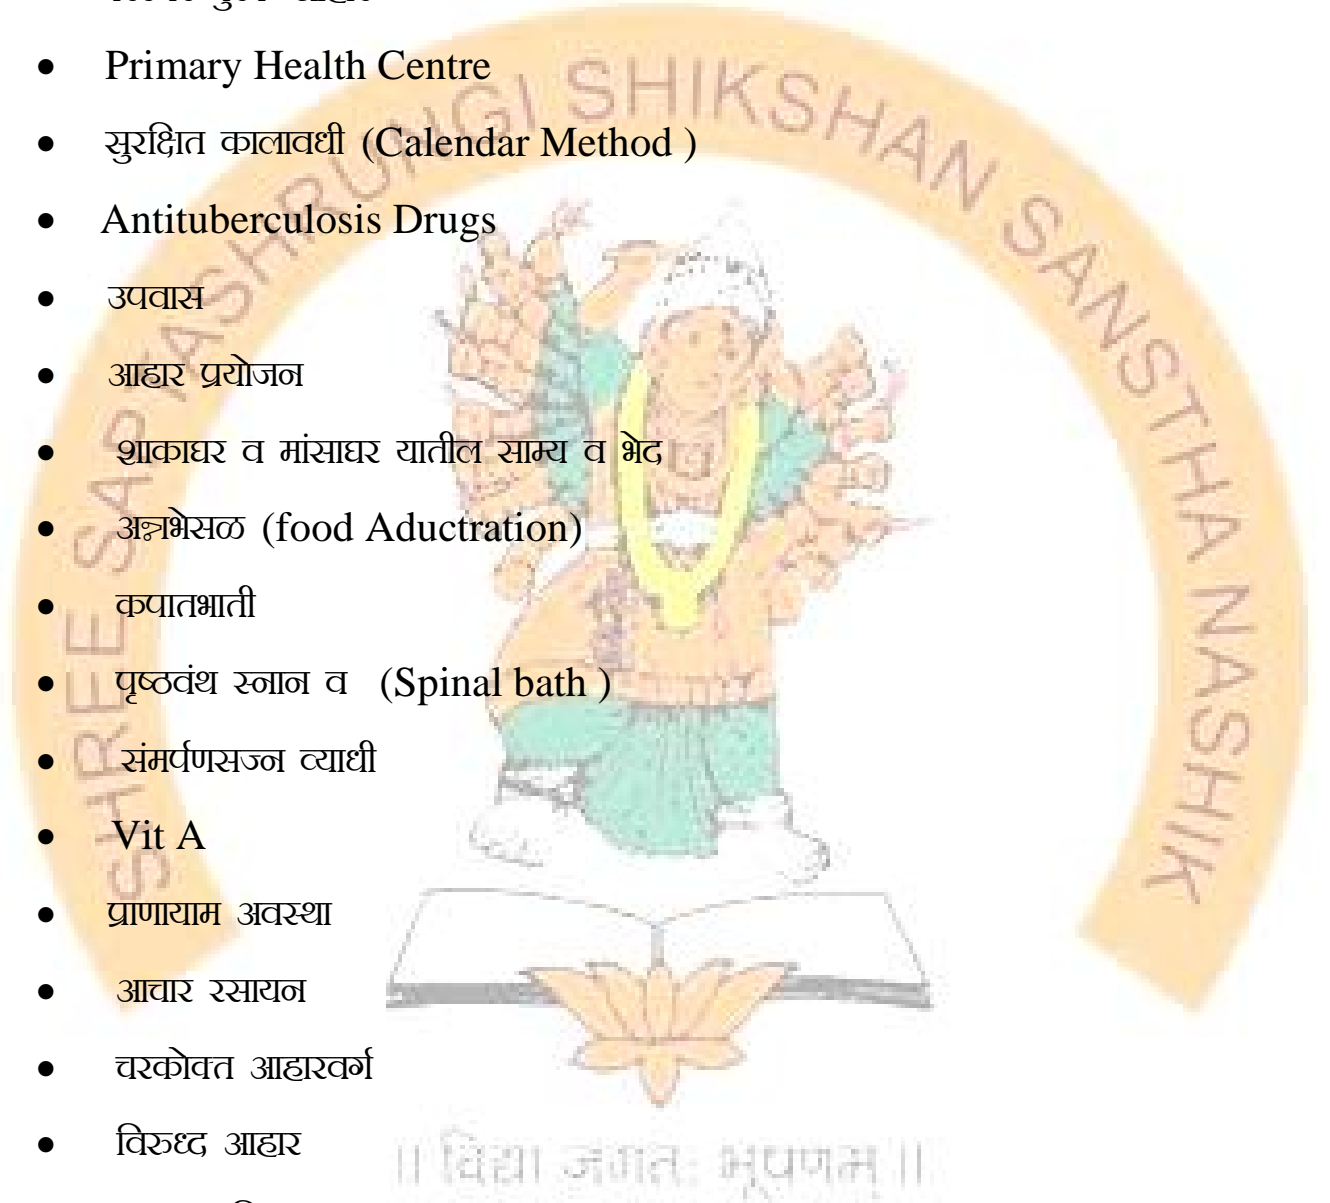 • Primary Health Centre
• सुरक्षित कालावधी (Calendar Method )
• Antituberculosis Drugs
• उपवास
• आहार प्रयोजन
• शाकाघर व मांसाघर यातील साम्य व भेद
• अन्नभेसळ (food Aductration)
• कपातभाती
• पृष्ठवंथ स्नान व (Spinal bath )
• संमर्पणसज्न व्याधी
• Vit A
• प्राणायाम अवस्था
• आचार रसायन
• चरकोक्त आहारवर्ग
• विरुध्द आहार
SHREE SAPTASHRUNGI SHIKSHAN SANSTHA NASHIK
|| विद्या जगतः भूषणम् ||